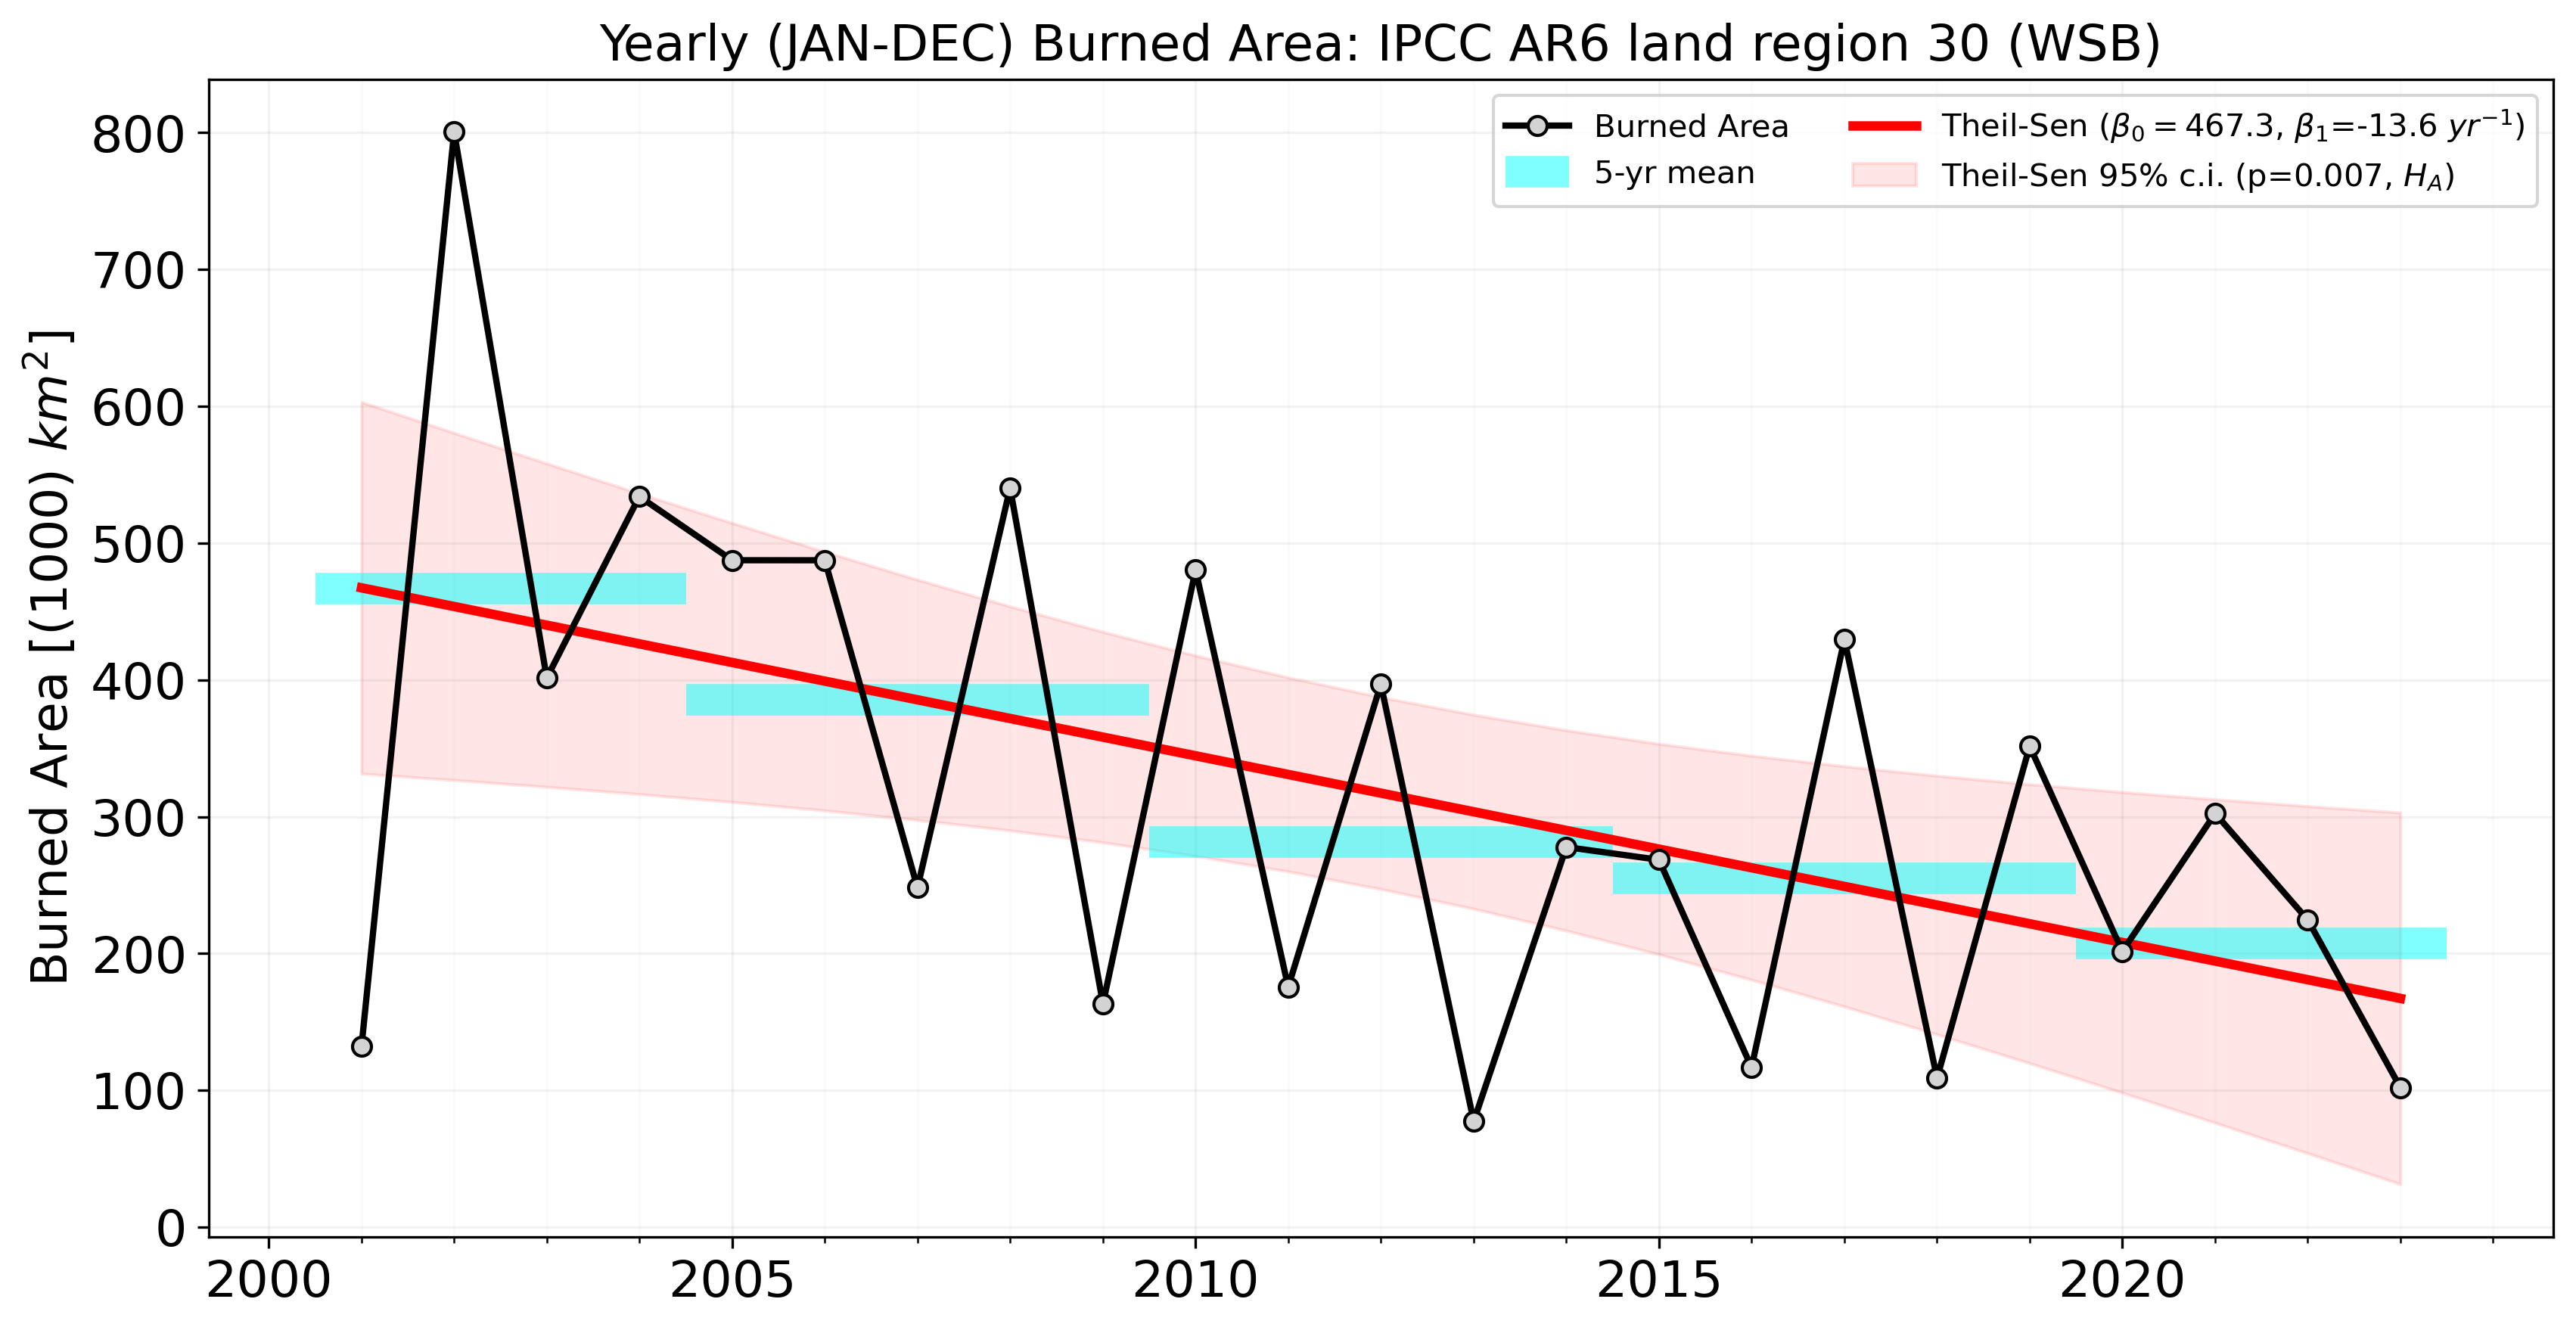 Yearly (JAN-DEC) Burned Area: IPCC AR6 land region 30 (WSB)
Burned Area
5-yr mean
Theil-Sen (β₀ = 467.3, β₁=-13.6 yr⁻¹)
Theil-Sen 95% c.i. (p=0.007, H_A)
Burned Area [(1000) km²]
800
700
600
500
400
300
200
100
0
2000 2005 2010 2015 2020